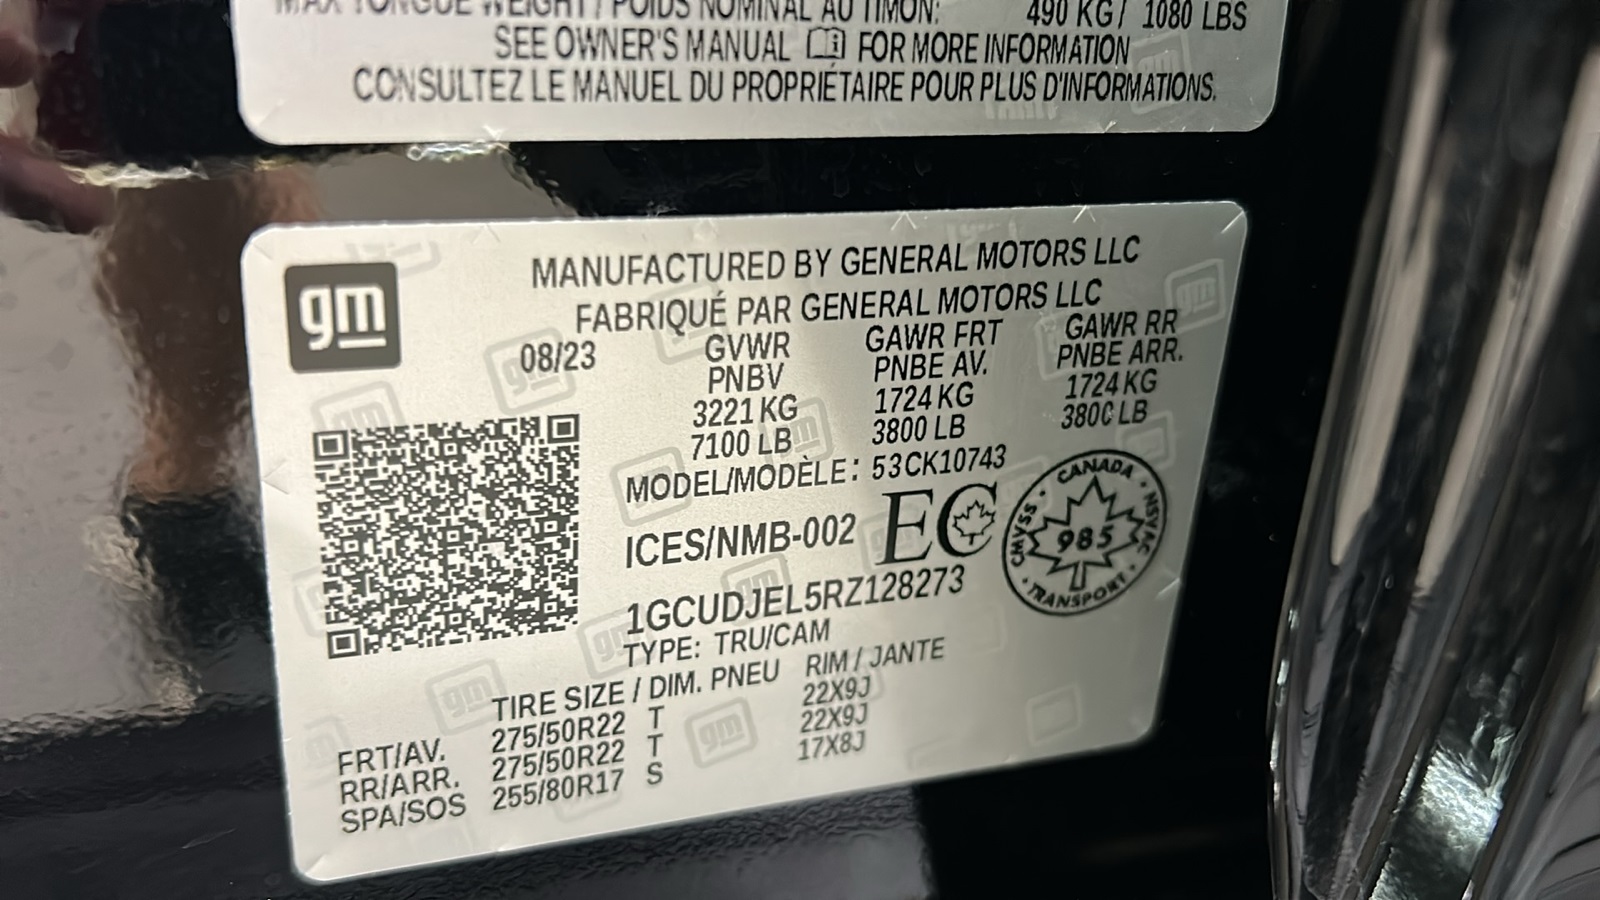 MAX TONGUE WEIGHT / POIDS NOMINAL AU TIMON: 490 KG / 1080 LBS
SEE OWNER'S MANUAL FOR MORE INFORMATION
CONSULTEZ LE MANUEL DU PROPRIÉTAIRE POUR PLUS D'INFORMATIONS.
gm
MANUFACTURED BY GENERAL MOTORS LLC
FABRIQUÉ PAR GENERAL MOTORS LLC
08/23 GVWR GAWR FRT GAWR RR
PNBV PNBE AV. PNBE ARR.
3221 KG 1724 KG 1724 KG
7100 LB 3800 LB 3800 LB
MODEL/MODÈLE: 53CK10743
ICES/NMB-002 EC
CANADA
CMVSS 985 NSVAC
TRANSPORT
1GCUDJEL5RZ128273
TYPE: TRU/CAM
TIRE SIZE / DIM. PNEU RIM / JANTE
FRT/AV. 275/50R22 T 22X9J
RR/ARR. 275/50R22 T 22X9J
SPA/SOS 255/80R17 S 17X8J